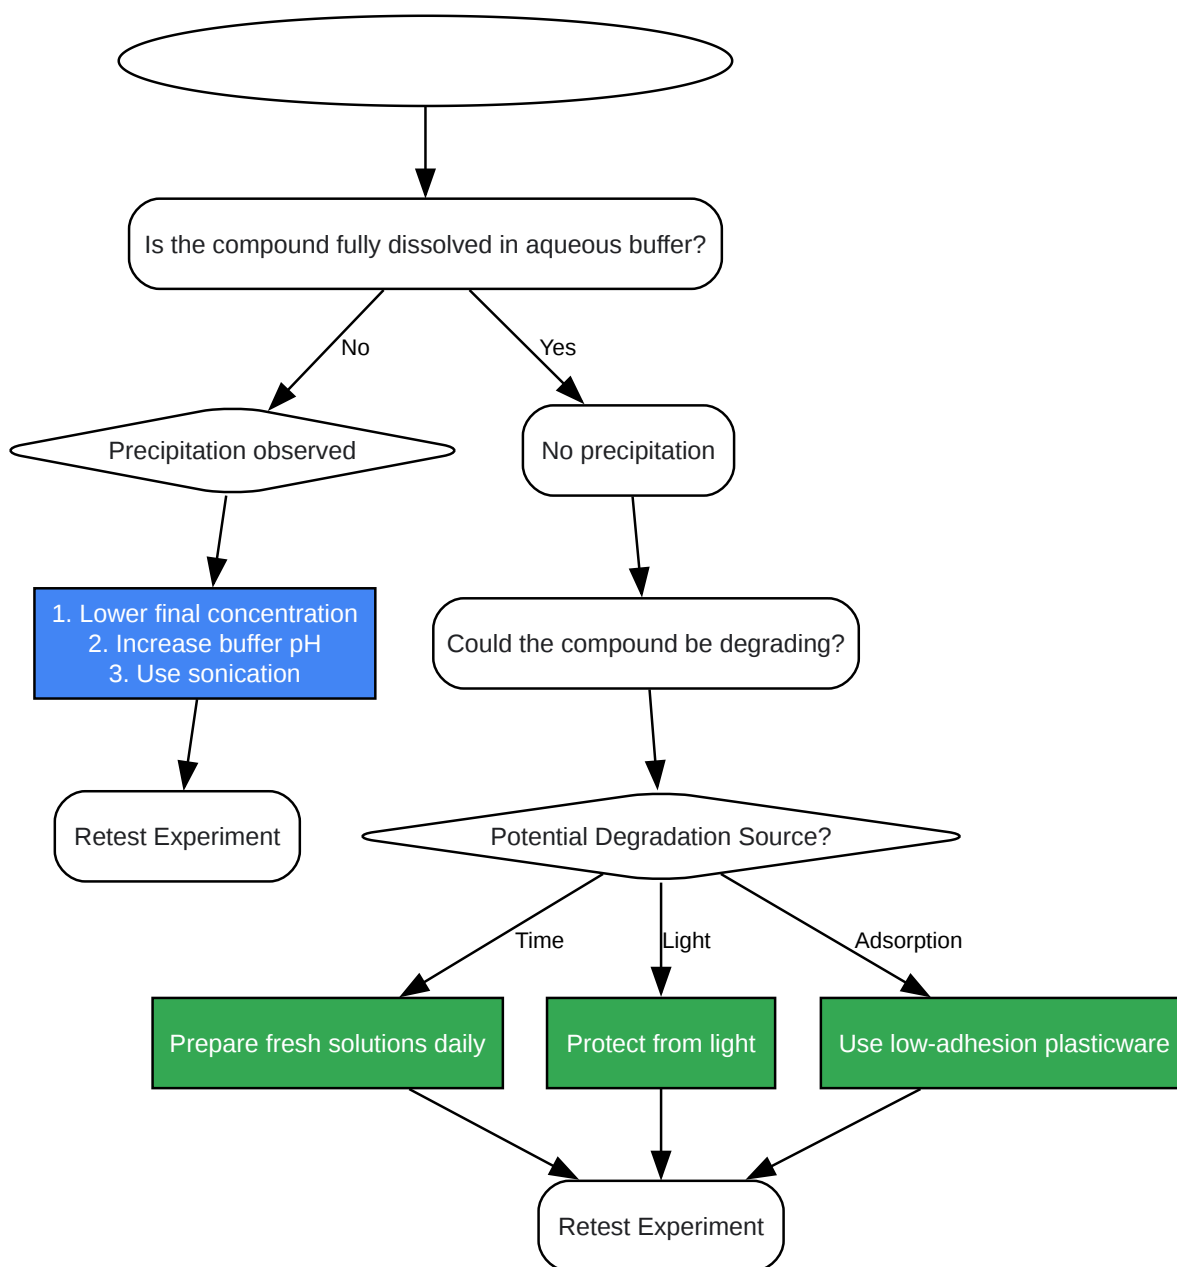 Is the compound fully dissolved in aqueous buffer?
No
Yes
Precipitation observed
No precipitation
1. Lower final concentration
2. Increase buffer pH
3. Use sonication
Could the compound be degrading?
Retest Experiment
Potential Degradation Source?
Time
Light
Adsorption
Prepare fresh solutions daily
Protect from light
Use low-adhesion plasticware
Retest Experiment